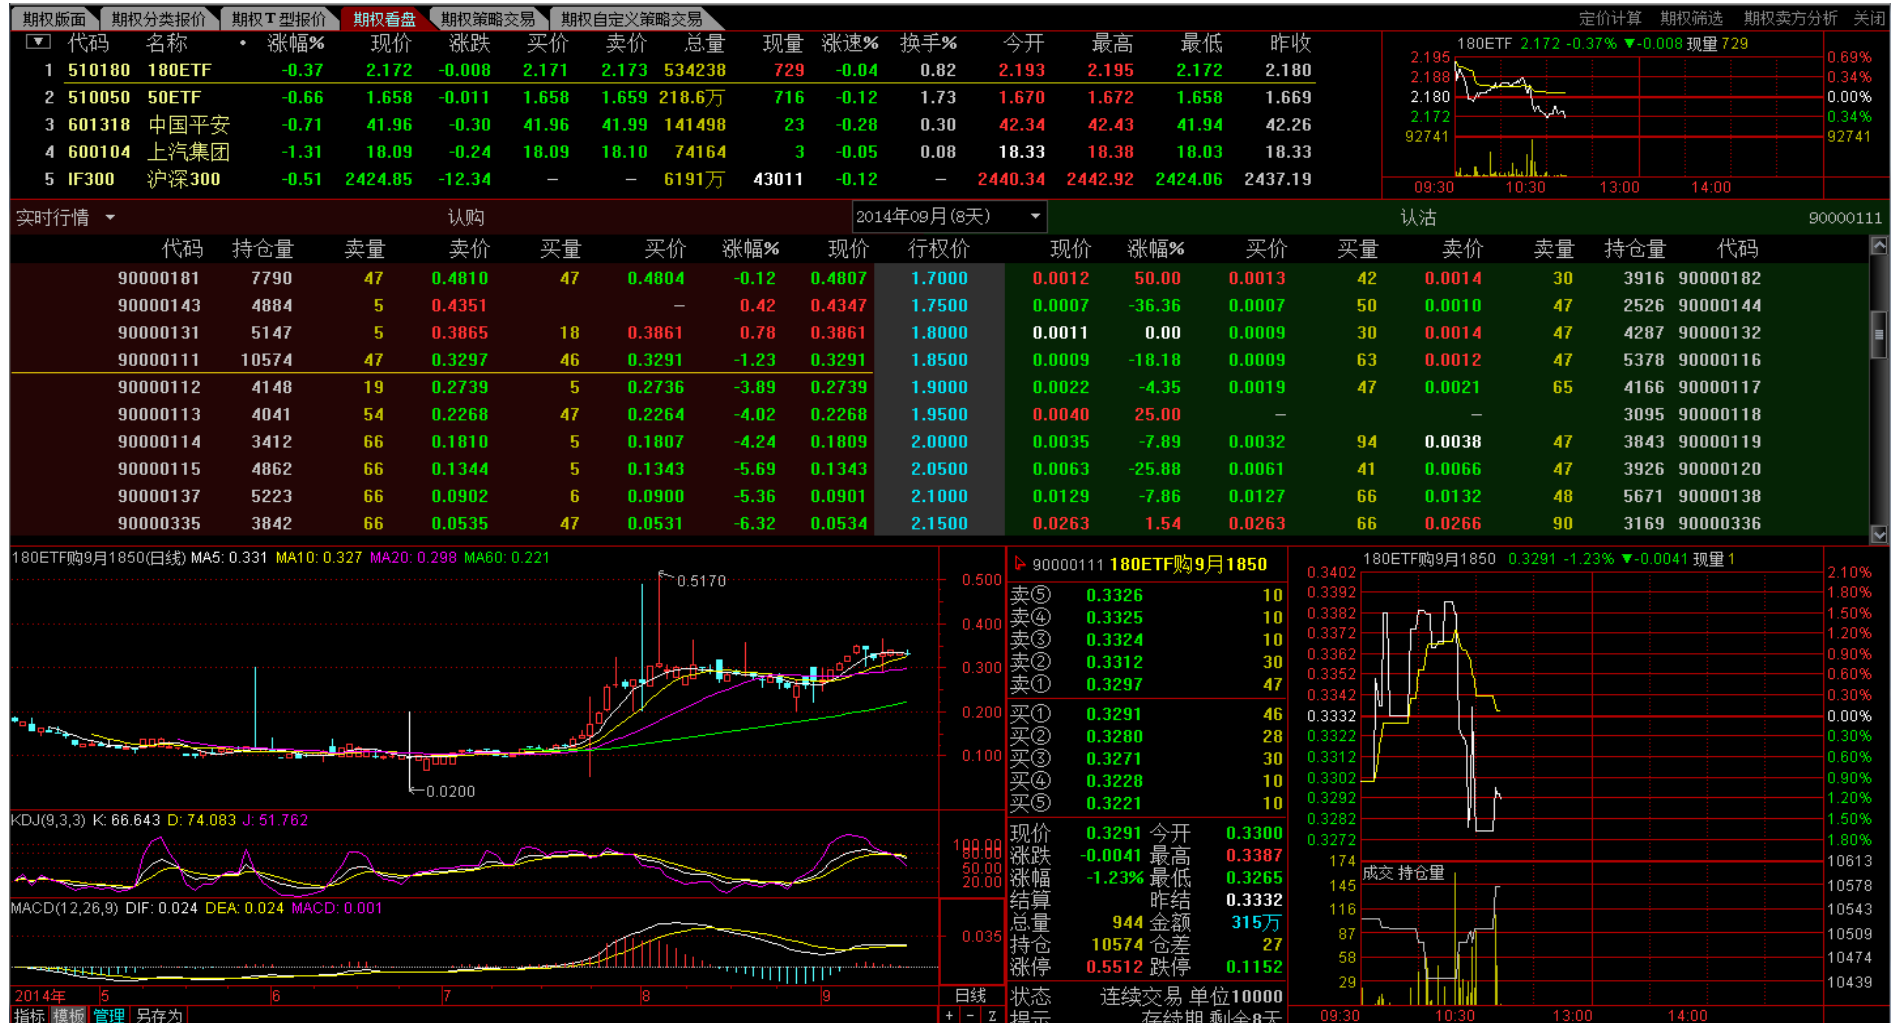 期权版面 期权分类报价 期权T型报价 期权看盘 期权策略交易 期权自定义策略交易 定价计算 期权筛选 期权卖方分析 关闭
代码 名称 • 涨幅% 现价 涨跌 买价 卖价 总量 现量 涨速% 换手% 今开 最高 最低 昨收
1 510180 180ETF -0.37 2.172 -0.008 2.171 2.173 534238 729 -0.04 0.82 2.193 2.195 2.172 2.180
2 510050 50ETF -0.66 1.658 -0.011 1.658 1.659 218.6万 716 -0.12 1.73 1.670 1.672 1.658 1.669
3 601318 中国平安 -0.71 41.96 -0.30 41.96 41.99 141498 23 -0.28 0.30 42.34 42.43 41.94 42.26
4 600104 上汽集团 -1.31 18.09 -0.24 18.09 18.10 74164 3 -0.05 0.08 18.33 18.38 18.03 18.33
5 IF300 沪深300 -0.51 2424.85 -12.34 — — 6191万 43011 -0.12 — 2440.34 2442.92 2424.06 2437.19
180ETF 2.172 -0.37% ▼-0.008 现量 729
2.195 0.69%
2.188 0.34%
2.180 0.00%
2.172 0.34%
92741 92741
09:30 10:30 13:00 14:00
实时行情 认购 2014年09月(8天) 认沽 90000111
代码 持仓量 卖量 卖价 买量 买价 涨幅% 现价 行权价 现价 涨幅% 买价 买量 卖价 卖量 持仓量 代码
90000181 7790 47 0.4810 47 0.4804 -0.12 0.4807 1.7000 0.0012 50.00 0.0013 42 0.0014 30 3916 90000182
90000143 4884 5 0.4351 — 0.42 0.4347 1.7500 0.0007 -36.36 0.0007 50 0.0010 47 2526 90000144
90000131 5147 5 0.3865 18 0.3861 0.78 0.3861 1.8000 0.0011 0.00 0.0009 30 0.0014 47 4287 90000132
90000111 10574 47 0.3297 46 0.3291 -1.23 0.3291 1.8500 0.0009 -18.18 0.0009 63 0.0012 47 5378 90000116
90000112 4148 19 0.2739 5 0.2736 -3.89 0.2739 1.9000 0.0022 -4.35 0.0019 47 0.0021 65 4166 90000117
90000113 4041 54 0.2268 47 0.2264 -4.02 0.2268 1.9500 0.0040 25.00 — — 3095 90000118
90000114 3412 66 0.1810 5 0.1807 -4.24 0.1809 2.0000 0.0035 -7.89 0.0032 94 0.0038 47 3843 90000119
90000115 4862 66 0.1344 5 0.1343 -5.69 0.1343 2.0500 0.0063 -25.88 0.0061 41 0.0066 47 3926 90000120
90000137 5223 66 0.0902 6 0.0900 -5.36 0.0901 2.1000 0.0129 -7.86 0.0127 66 0.0132 48 5671 90000138
90000335 3842 66 0.0535 47 0.0531 -6.32 0.0534 2.1500 0.0263 1.54 0.0263 66 0.0266 90 3169 90000336
180ETF购9月1850(日线) MA5: 0.331 MA10: 0.327 MA20: 0.298 MA60: 0.221
0.5170
0.500
0.400
0.300
0.200
0.100
0.0200
KDJ(9,3,3) K: 66.643 D: 74.083 J: 51.762
100.00
80.00
50.00
20.00
MACD(12,26,9) DIF: 0.024 DEA: 0.024 MACD: 0.001
0.035
2014年 5 6 7 8 9 日线
指标 模板 管理 另存为 + - Z
90000111 180ETF购9月1850
卖⑤ 0.3326 10
卖④ 0.3325 10
卖③ 0.3324 10
卖② 0.3312 30
卖① 0.3297 47
买① 0.3291 46
买② 0.3280 28
买③ 0.3271 30
买④ 0.3228 10
买⑤ 0.3221 10
现价 0.3291 今开 0.3300
涨跌 -0.0041 最高 0.3387
涨幅 -1.23% 最低 0.3265
结算 昨结 0.3332
总量 944 金额 315万
持仓 10574 仓差 27
涨停 0.5512 跌停 0.1152
状态 连续交易 单位10000
提示 存续期 剩余8天
180ETF购9月1850 0.3291 -1.23% ▼-0.0041 现量 1
0.3402 2.10%
0.3392 1.80%
0.3382 1.50%
0.3372 1.20%
0.3362 0.90%
0.3352 0.60%
0.3342 0.30%
0.3332 0.00%
0.3322 0.30%
0.3312 0.60%
0.3302 0.90%
0.3292 1.20%
0.3282 1.50%
0.3272 1.80%
174 10613
成交 持仓量
145 10578
116 10543
87 10509
58 10474
29 10439
09:30 10:30 13:00 14:00